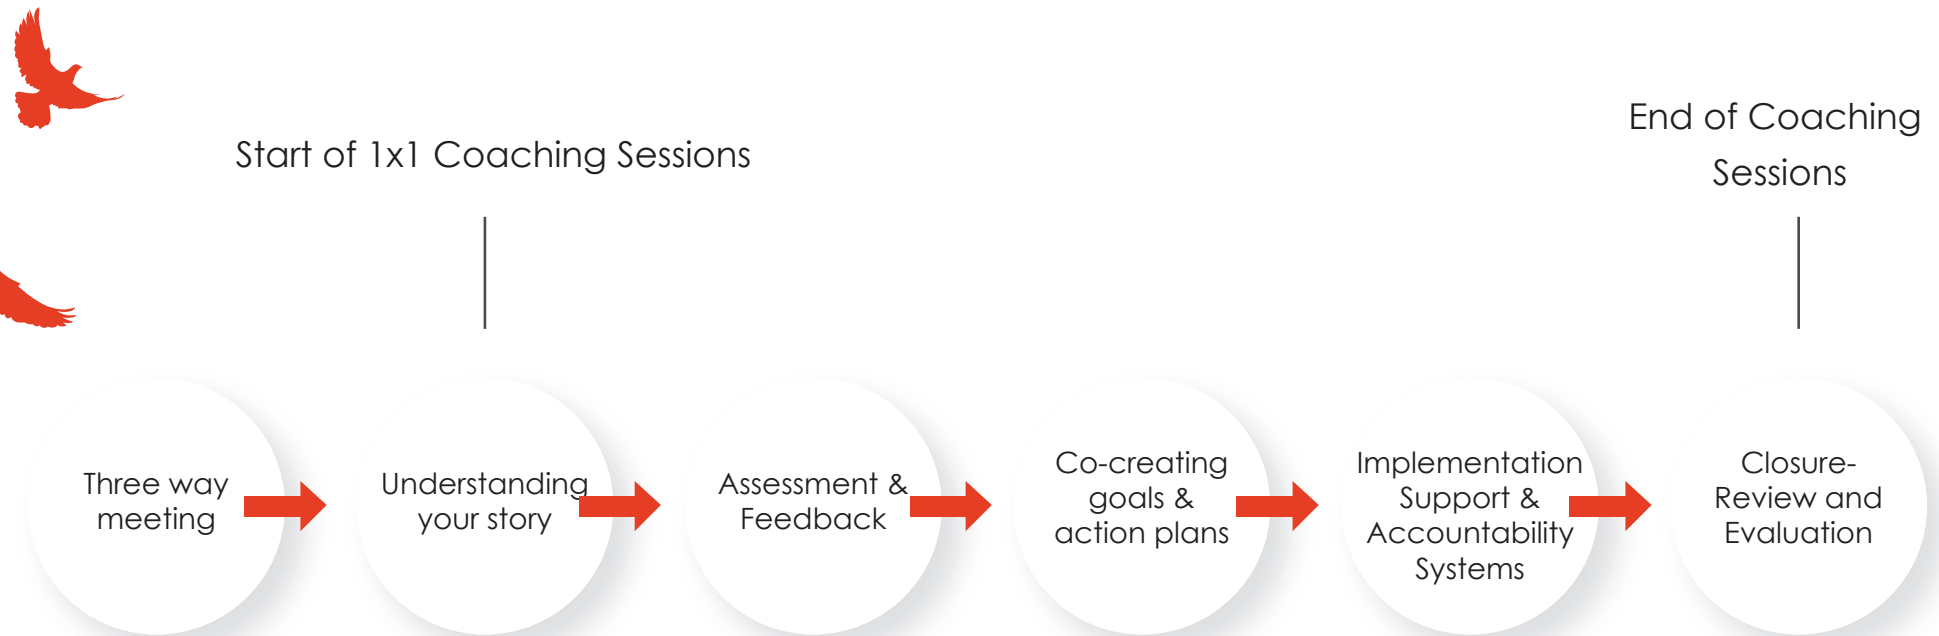 Start of 1x1 Coaching Sessions
End of Coaching
Sessions
Three way
meeting
Understanding
your story
Assessment &
Feedback
Co-creating
goals &
action plans
Implementation
Support &
Accountability
Systems
Closure-
Review and
Evaluation